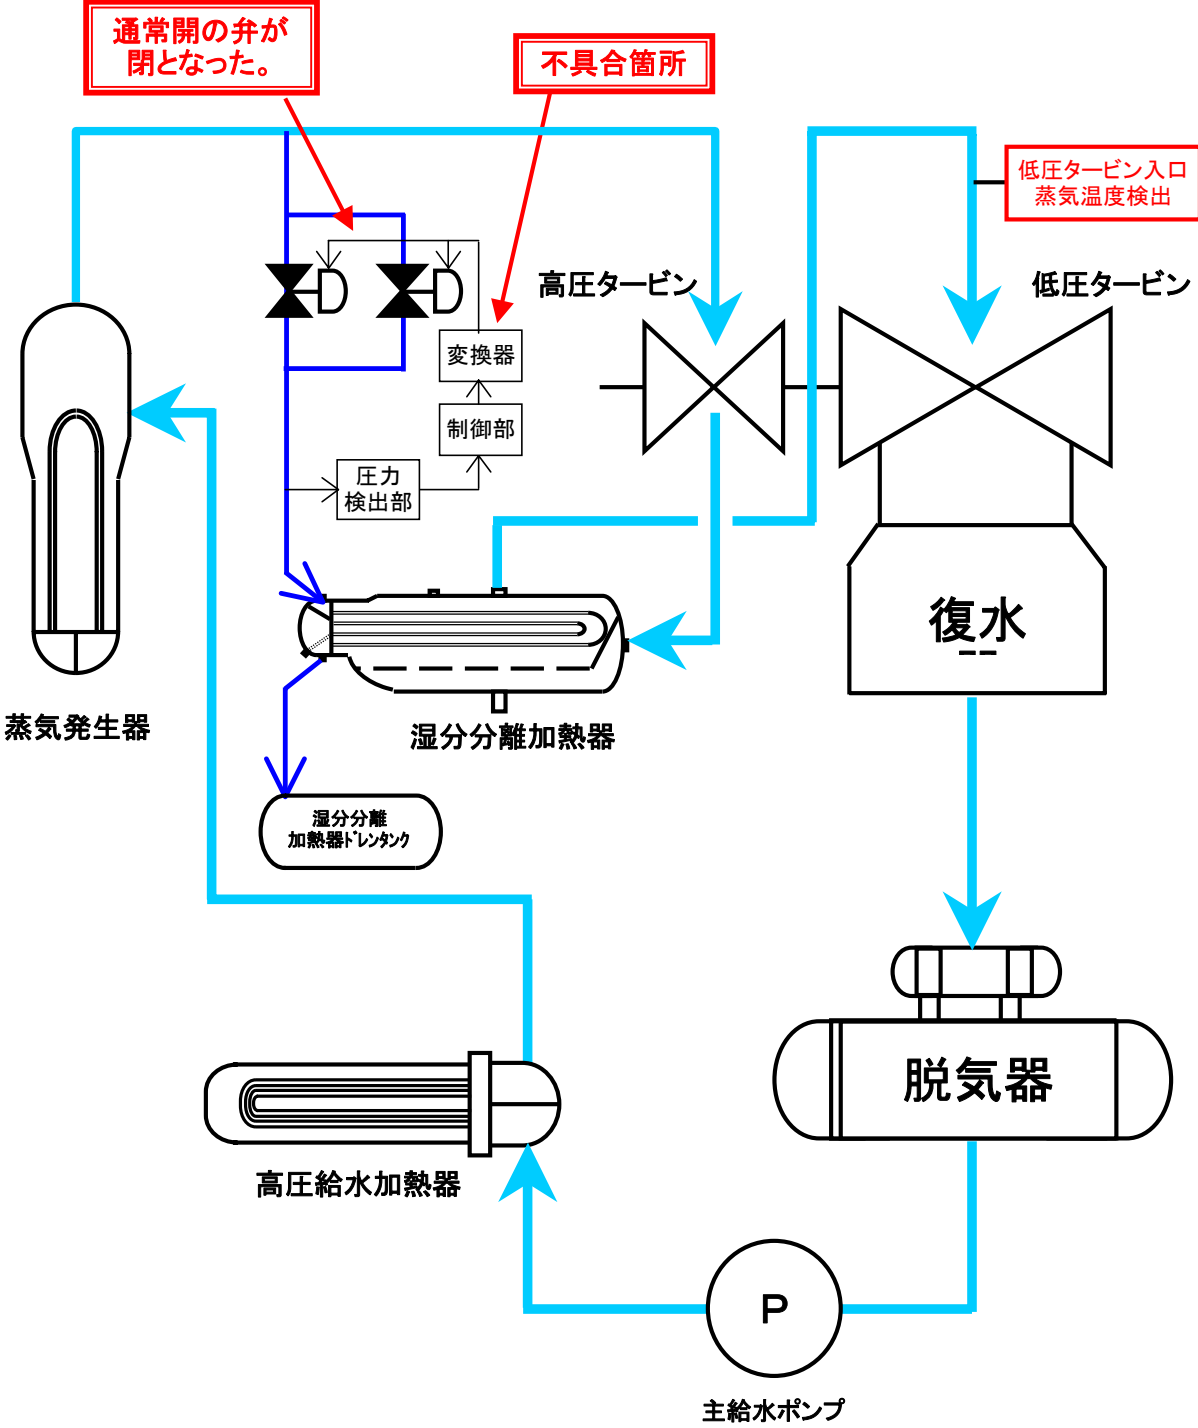 通常開の弁が
閉となった。
不具合箇所
低圧タービン入口
蒸気温度検出
高圧タービン
低圧タービン
変換器
制御部
圧力
検出部
復水
蒸気発生器
湿分分離加熱器
湿分分離
加熱器ﾄﾞﾚﾝﾀﾝｸ
脱気器
高圧給水加熱器
P
主給水ポンプ